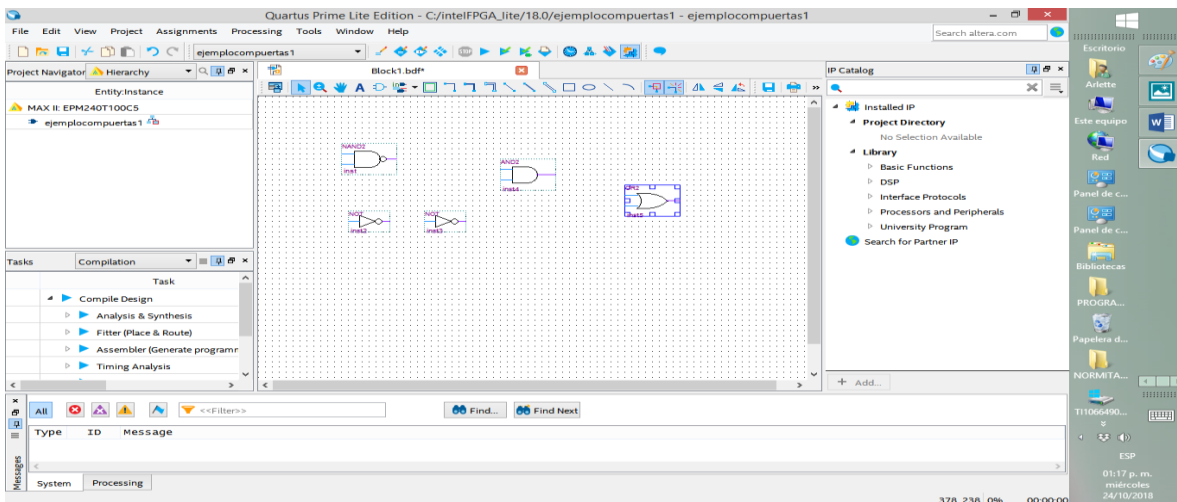 Quartus Prime Lite Edition - C:/intelFPGA_lite/18.0/ejemplocompuertas1 - ejemplocompuertas1
File Edit View Project Assignments Processing Tools Window Help
Search altera.com
ejemplocompuertas1
Project Navigator Hierarchy
Entity:Instance
MAX II: EPM240T100C5
ejemplocompuertas1
Block1.bdf*
NAND2
inst1
AND2
inst4
OR2
inst5
NOT
inst2
NOT
inst3
IP Catalog
Installed IP
Project Directory
No Selection Available
Library
Basic Functions
DSP
Interface Protocols
Processors and Peripherals
University Program
Search for Partner IP
+ Add...
Tasks Compilation
Task
Compile Design
Analysis & Synthesis
Fitter (Place & Route)
Assembler (Generate programm
Timing Analysis
All <<Filter>> Find... Find Next
Type ID Message
Messages
System Processing
378, 238 0% 00:00:00
Escritorio
Arlette
Este equipo
Red
Panel de c...
Panel de c...
Bibliotecas
PROGRA...
Papelera d...
NORMITA...
TI1066490...
ESP
01:17 p. m.
miércoles
24/10/2018